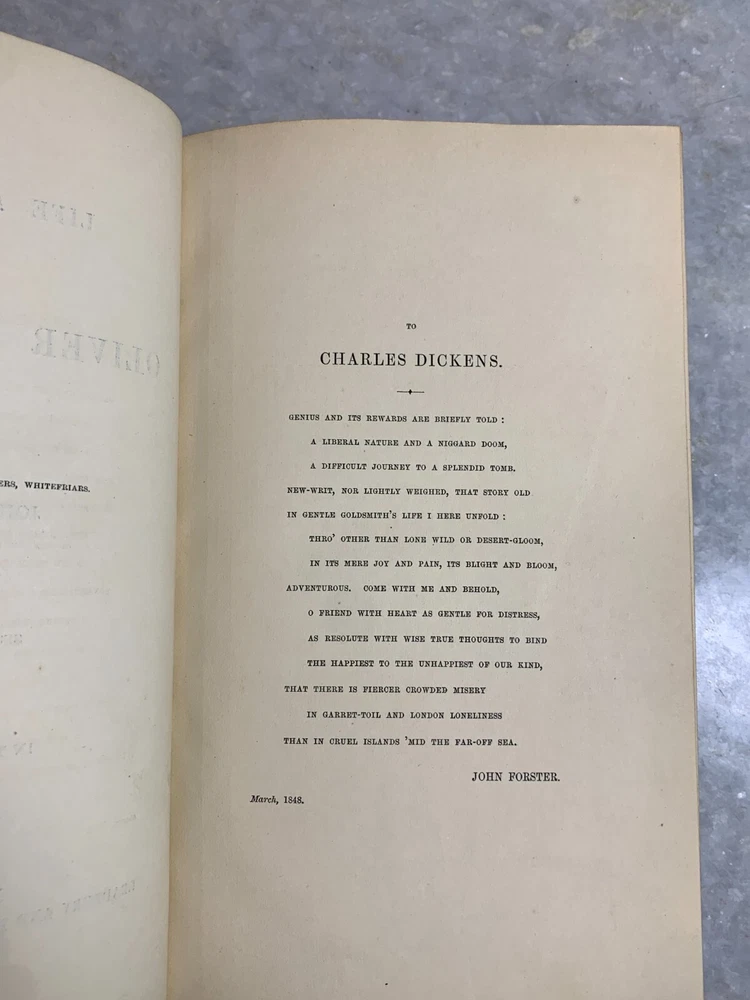 ERS, WHITEFRIARS.
LIFE
OLIVER
TO
CHARLES DICKENS.
GENIUS AND ITS REWARDS ARE BRIEFLY TOLD :
A LIBERAL NATURE AND A NIGGARD DOOM,
A DIFFICULT JOURNEY TO A SPLENDID TOMB.
NEW-WRIT, NOR LIGHTLY WEIGHED, THAT STORY OLD
IN GENTLE GOLDSMITH'S LIFE I HERE UNFOLD :
THRO' OTHER THAN LONE WILD OR DESERT-GLOOM,
IN ITS MERE JOY AND PAIN, ITS BLIGHT AND BLOOM,
ADVENTUROUS. COME WITH ME AND BEHOLD,
O FRIEND WITH HEART AS GENTLE FOR DISTRESS,
AS RESOLUTE WITH WISE TRUE THOUGHTS TO BIND
THE HAPPIEST TO THE UNHAPPIEST OF OUR KIND,
THAT THERE IS FIERCER CROWDED MISERY
IN GARRET-TOIL AND LONDON LONELINESS
THAN IN CRUEL ISLANDS 'MID THE FAR-OFF SEA.
JOHN FORSTER.
March, 1848.